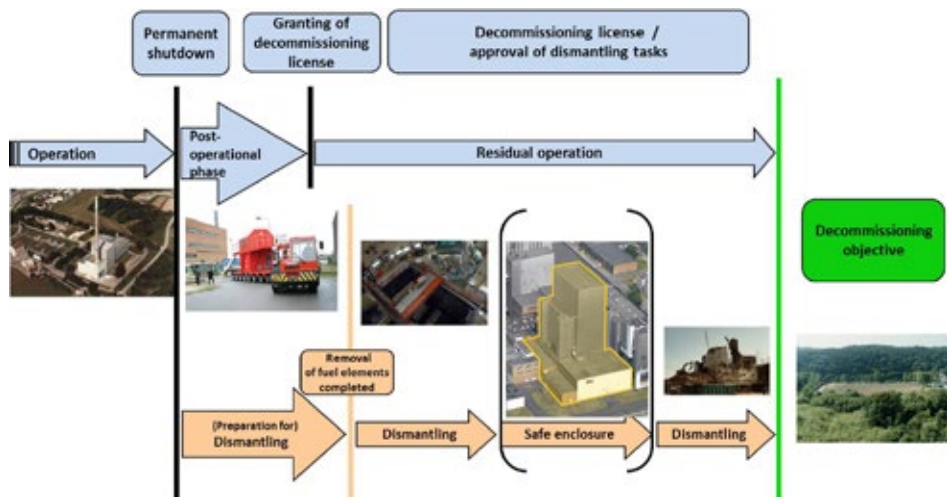 Permanent
shutdown
Granting of
decommissioning
license
Decommissioning license /
approval of dismantling tasks
Operation
Post-
operational
phase
Residual operation
Decommissioning
objective
Removal
of fuel elements
completed
(Preparation for)
Dismantling
Dismantling
Safe enclosure
Dismantling